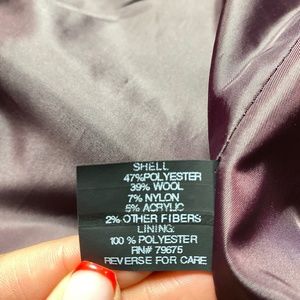 SHELL
47%POLYESTER
39% WOOL
7% NYLON
5% ACRYLIC
2% OTHER FIBERS
LINING:
100 % POLYESTER
RN# 79675
REVERSE FOR CARE